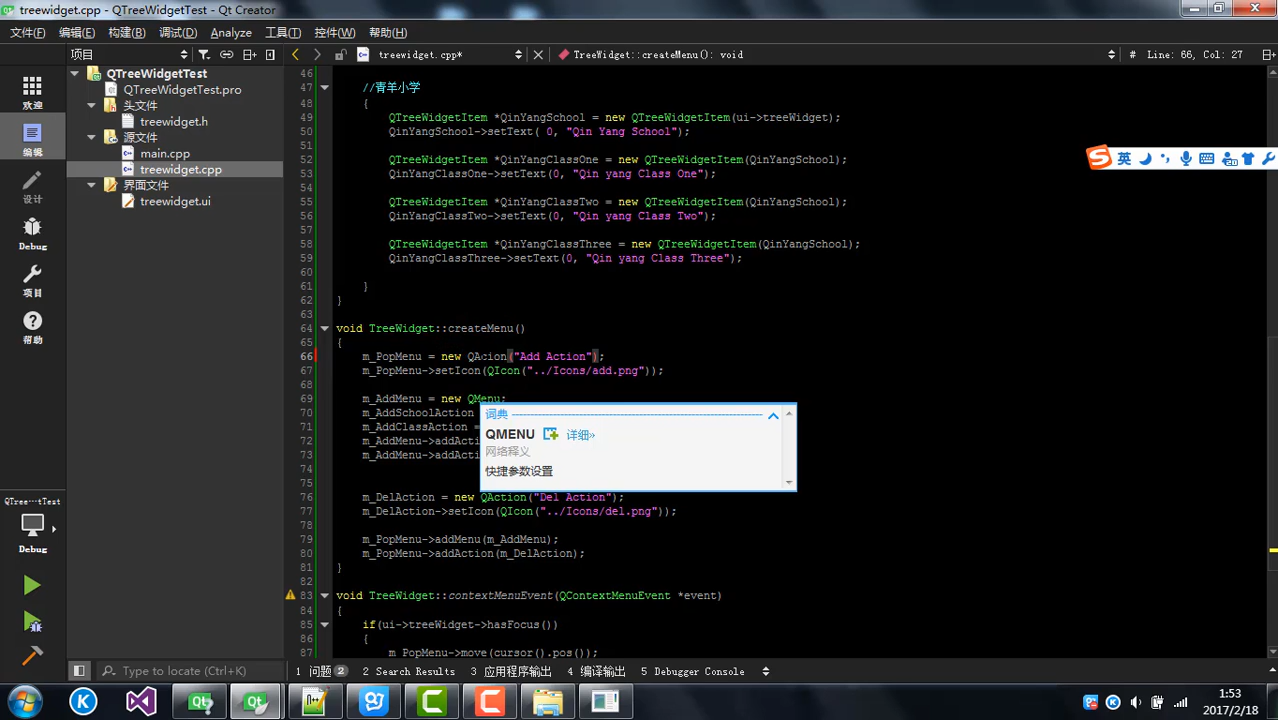 treewidget.cpp - QTreeWidgetTest - Qt Creator
文件(F) 编辑(E) 构建(B) 调试(D) Analyze 工具(T) 控件(W) 帮助(H)
项目 treewidget.cpp* TreeWidget::createMenu(): void # Line: 66, Col: 27
QTreeWidgetTest
QTreeWidgetTest.pro
头文件
treewidget.h
源文件
main.cpp
treewidget.cpp
界面文件
treewidget.ui
欢迎
编辑
设计
Debug
项目
帮助
QTree···tTest
Debug
46
47 //青羊小学
48 {
49 QTreeWidgetItem *QinYangSchool = new QTreeWidgetItem(ui->treeWidget);
50 QinYangSchool->setText( 0, "Qin Yang School");
51
52 QTreeWidgetItem *QinYangClassOne = new QTreeWidgetItem(QinYangSchool);
53 QinYangClassOne->setText(0, "Qin yang Class One");
54
55 QTreeWidgetItem *QinYangClassTwo = new QTreeWidgetItem(QinYangSchool);
56 QinYangClassTwo->setText(0, "Qin yang Class Two");
57
58 QTreeWidgetItem *QinYangClassThree = new QTreeWidgetItem(QinYangSchool);
59 QinYangClassThree->setText(0, "Qin yang Class Three");
60
61 }
62 }
63
64 void TreeWidget::createMenu()
65 {
66 m_PopMenu = new QAcion("Add Action");
67 m_PopMenu->setIcon(QIcon("../Icons/add.png"));
68
69 m_AddMenu = new QMenu;
70 m_AddSchoolAction
71 m_AddClassAction =
72 m_AddMenu->addActi
73 m_AddMenu->addActi
74
75
76 m_DelAction = new QAction("Del Action");
77 m_DelAction->setIcon(QIcon("../Icons/del.png"));
78
79 m_PopMenu->addMenu(m_AddMenu);
80 m_PopMenu->addAction(m_DelAction);
81 }
82
83 void TreeWidget::contextMenuEvent(QContextMenuEvent *event)
84 {
85 if(ui->treeWidget->hasFocus())
86 {
87 m_PopMenu->move(cursor().pos());
词典
QMENU 详细»
网络释义
快捷参数设置
英
Type to locate (Ctrl+K) 1 问题 2 2 Search Results 3 应用程序输出 4 编译输出 5 Debugger Console
1:53
2017/2/18